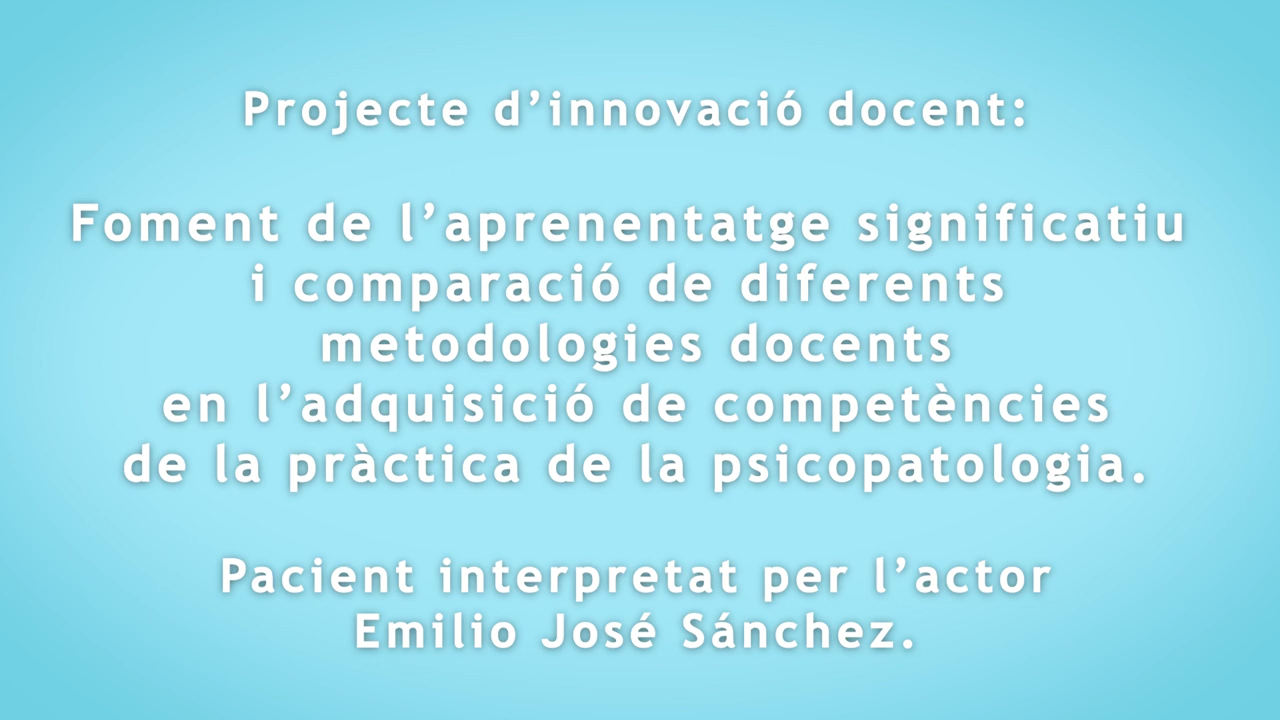 Projecte d’innovació docent:
Foment de l’aprenentatge significatiu
i comparació de diferents
metodologies docents
en l’adquisició de competències
de la pràctica de la psicopatologia.
Pacient interpretat per l’actor
Emilio José Sánchez.